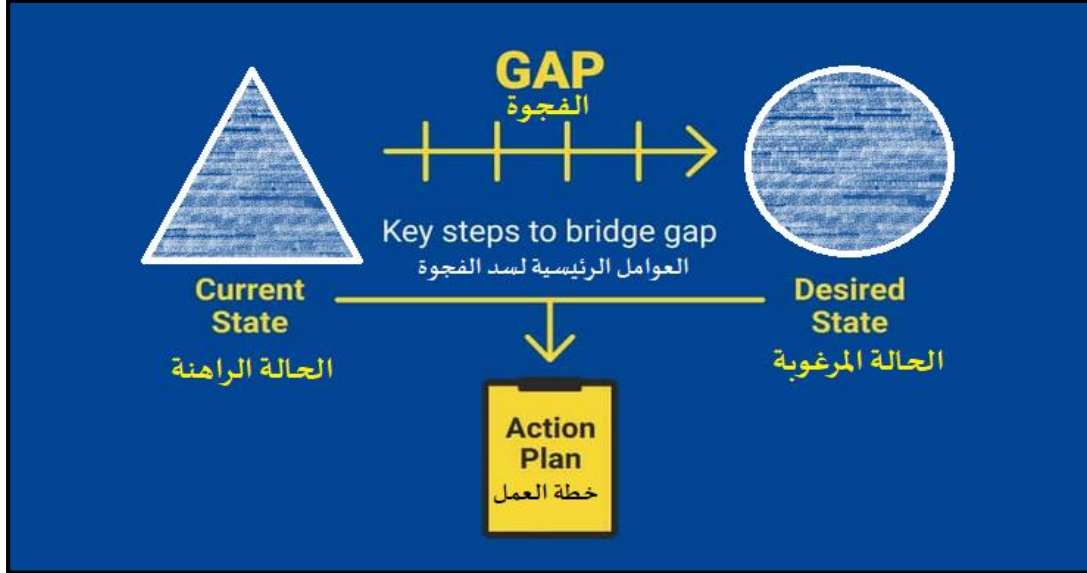 GAP
الفجوة
Key steps to bridge gap
العوامل الرئيسية لسد الفجوة
Current
State
الحالة الراهنة
Desired
State
الحالة المرغوبة
Action
Plan
خطة العمل